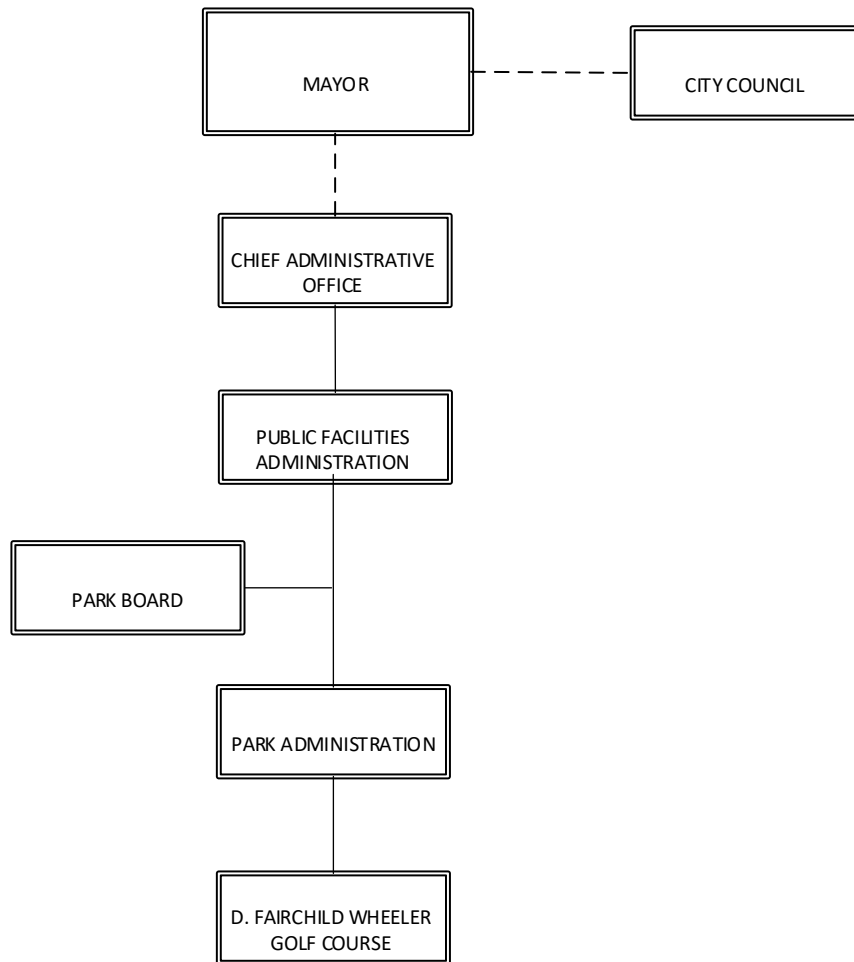 MAYOR
CITY COUNCIL
CHIEF ADMINISTRATIVE
OFFICE
PUBLIC FACILITIES
ADMINISTRATION
PARK BOARD
PARK ADMINISTRATION
D. FAIRCHILD WHEELER
GOLF COURSE